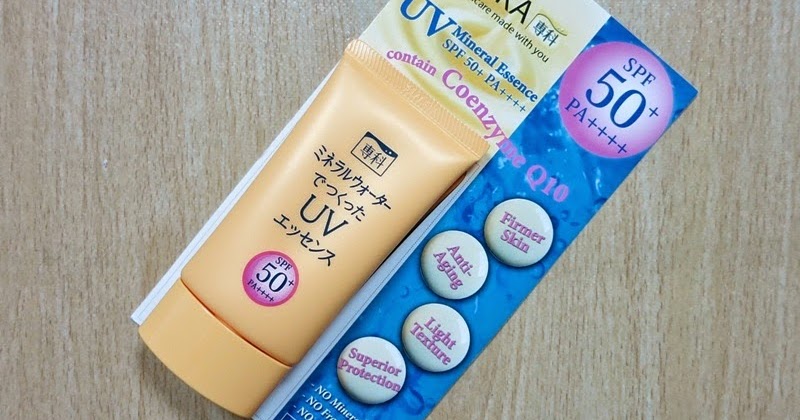 専科
ミネラルウォーター
でつくった
UV
エッセンス
SPF
50+
PA++++
専科
made with you
UV
Mineral Essence
SPF 50+ PA++++
contain Coenzyme Q10
SPF
50+
PA++++
Firmer
Skin
Anti-
Aging
Light
Texture
Superior
Protection
- NO
- NO